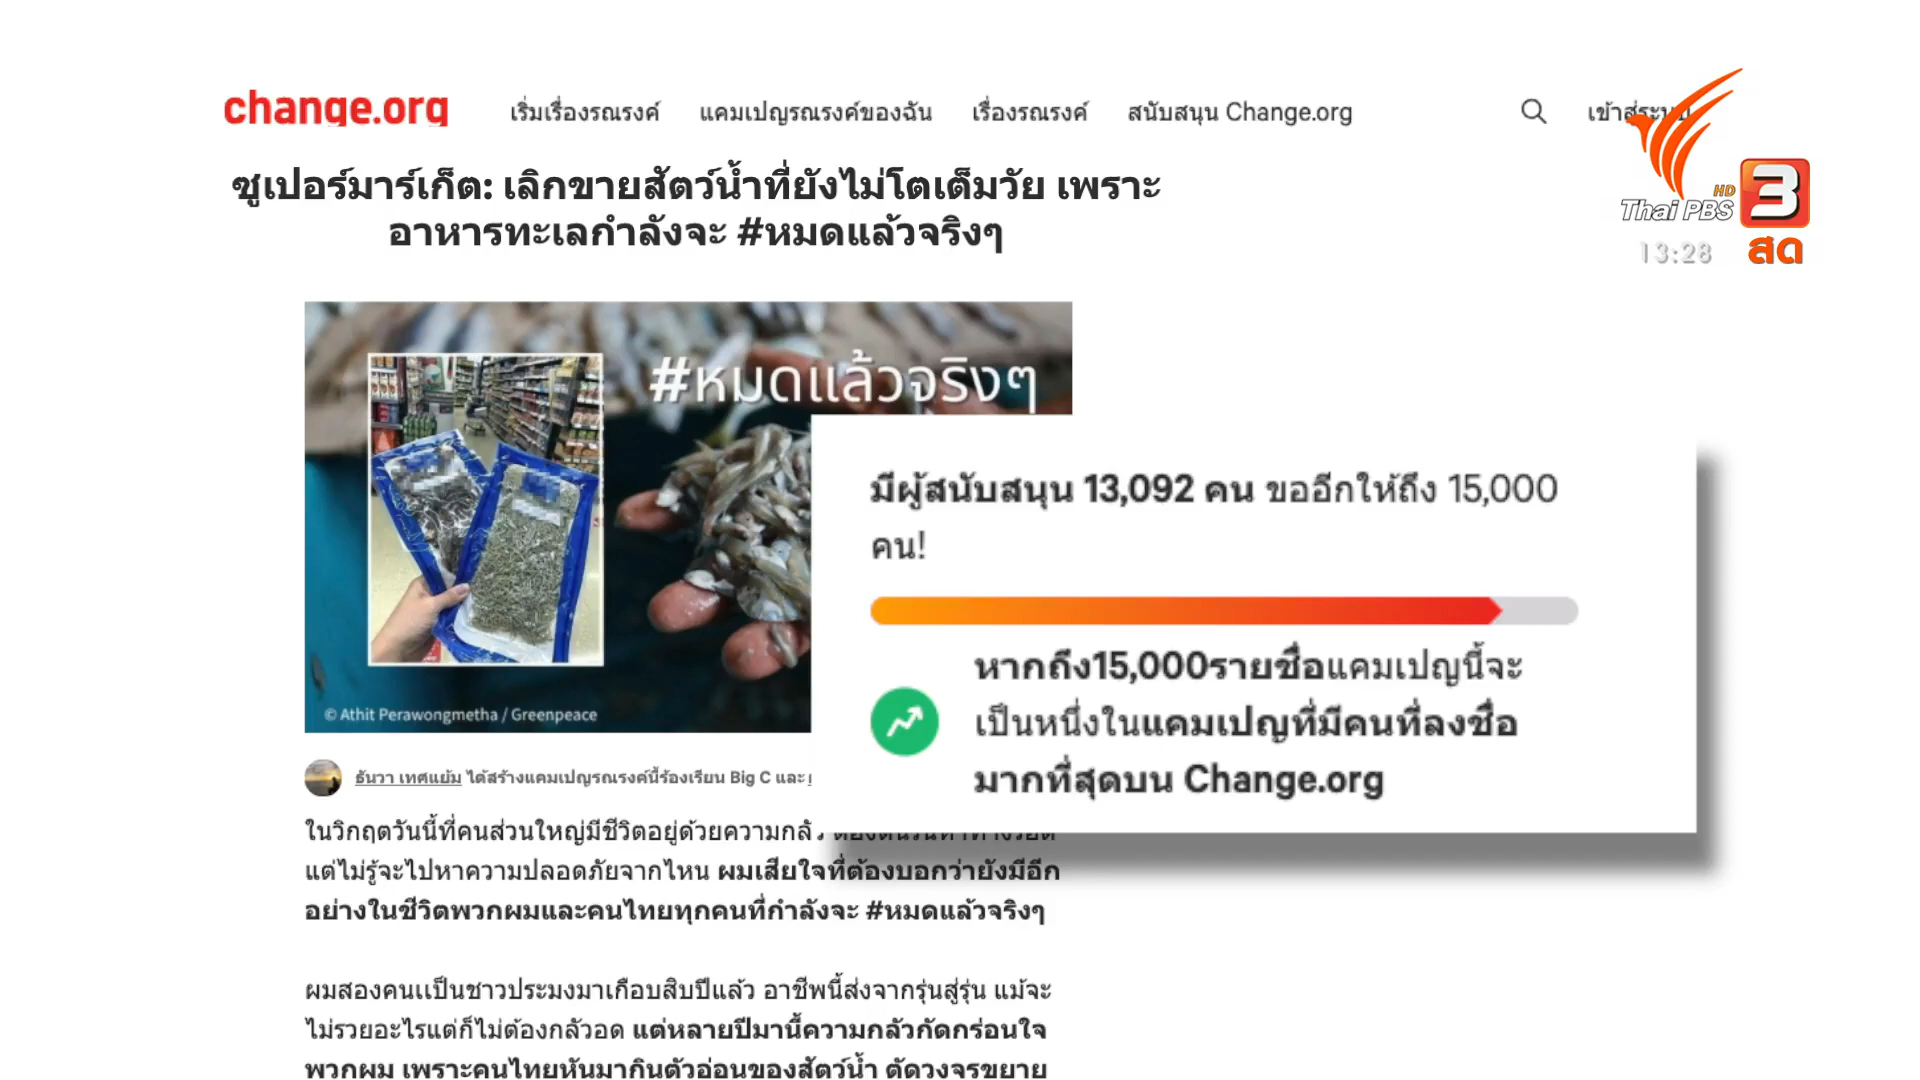 change.org เริ่มเรื่องรณรงค์ แคมเปญรณรงค์ของฉัน เรื่องรณรงค์ สนับสนุน Change.org
ซูเปอร์มาร์เก็ต: เลิกขายสัตว์น้ำที่ยังไม่โตเต็มวัย เพราะ
อาหารทะเลกำลังจะ #หมดแล้วจริงๆ
HD
Thai PBS 3
13:28 สด
#หมดแล้วจริงๆ
© Athit Perawongmetha / Greenpeace
มีผู้สนับสนุน 13,092 คน ขออีกให้ถึง 15,000
คน!
หากถึง15,000รายชื่อแคมเปญนี้จะ
เป็นหนึ่งในแคมเปญที่มีคนที่ลงชื่อ
มากที่สุดบน Change.org
ธันวา เทศแย้ม ได้สร้างแคมเปญรณรงค์นี้ร้องเรียน Big C และ
ในวิกฤตวันนี้ที่คนส่วนใหญ่มีชีวิตอยู่ด้วยความกลัว
แต่ไม่รู้จะไปหาความปลอดภัยจากไหน ผมเสียใจที่ต้องบอกว่ายังมีอีก
อย่างในชีวิตพวกผมและคนไทยทุกคนที่กำลังจะ #หมดแล้วจริงๆ
ผมสองคนเป็นชาวประมงมาเกือบสิบปีแล้ว อาชีพนี้ส่งจากรุ่นสู่รุ่น แม้จะ
ไม่รวยอะไรแต่ก็ไม่ต้องกลัวอด แต่หลายปีมานี้ความกลัวกัดกร่อนใจ
พวกผม เพราะคนไทยหันมากินตัวอ่อนของสัตว์น้ำ ตัดวงจรขยาย